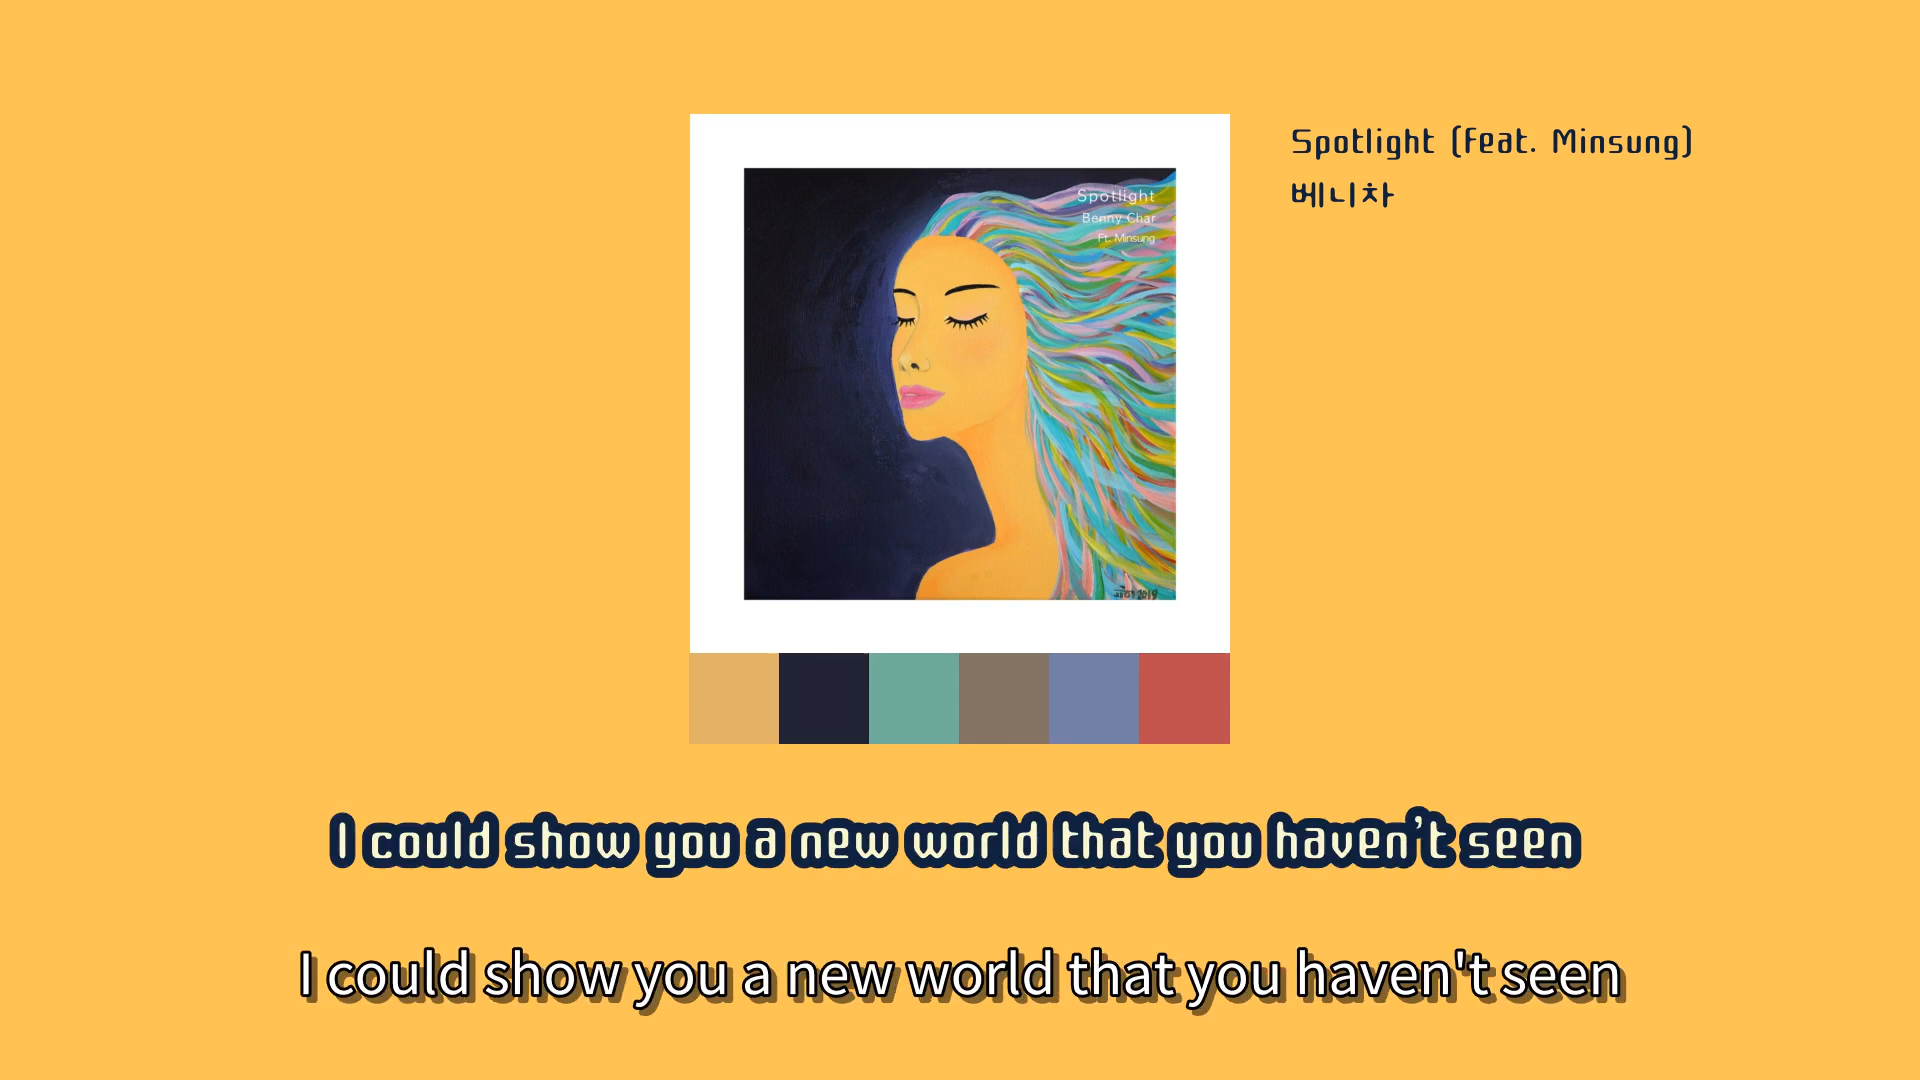 Spotlight (Feat. Minsung)
베니차
Spotlight
Benny Char
Ft. Minsung
2019
I could show you a new world that you haven’t seen
I could show you a new world that you haven't seen